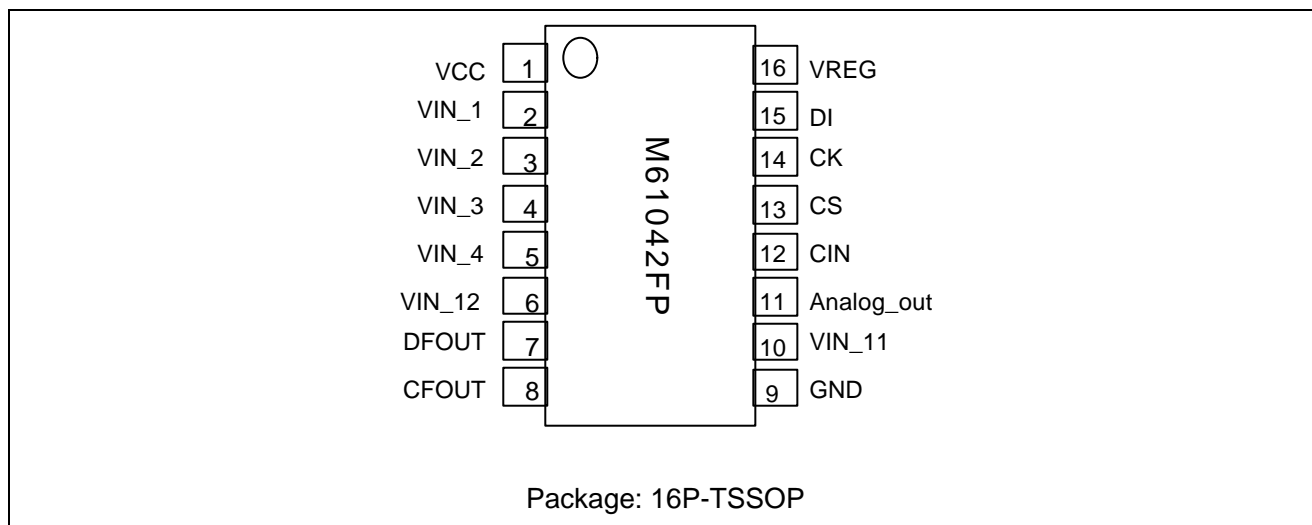 VCC 1 16 VREG
VIN_1 2 15 DI
VIN_2 3 14 CK
VIN_3 4 13 CS
VIN_4 5 12 CIN
VIN_12 6 11 Analog_out
DFOUT 7 10 VIN_11
CFOUT 8 9 GND
M61042FP
Package: 16P-TSSOP